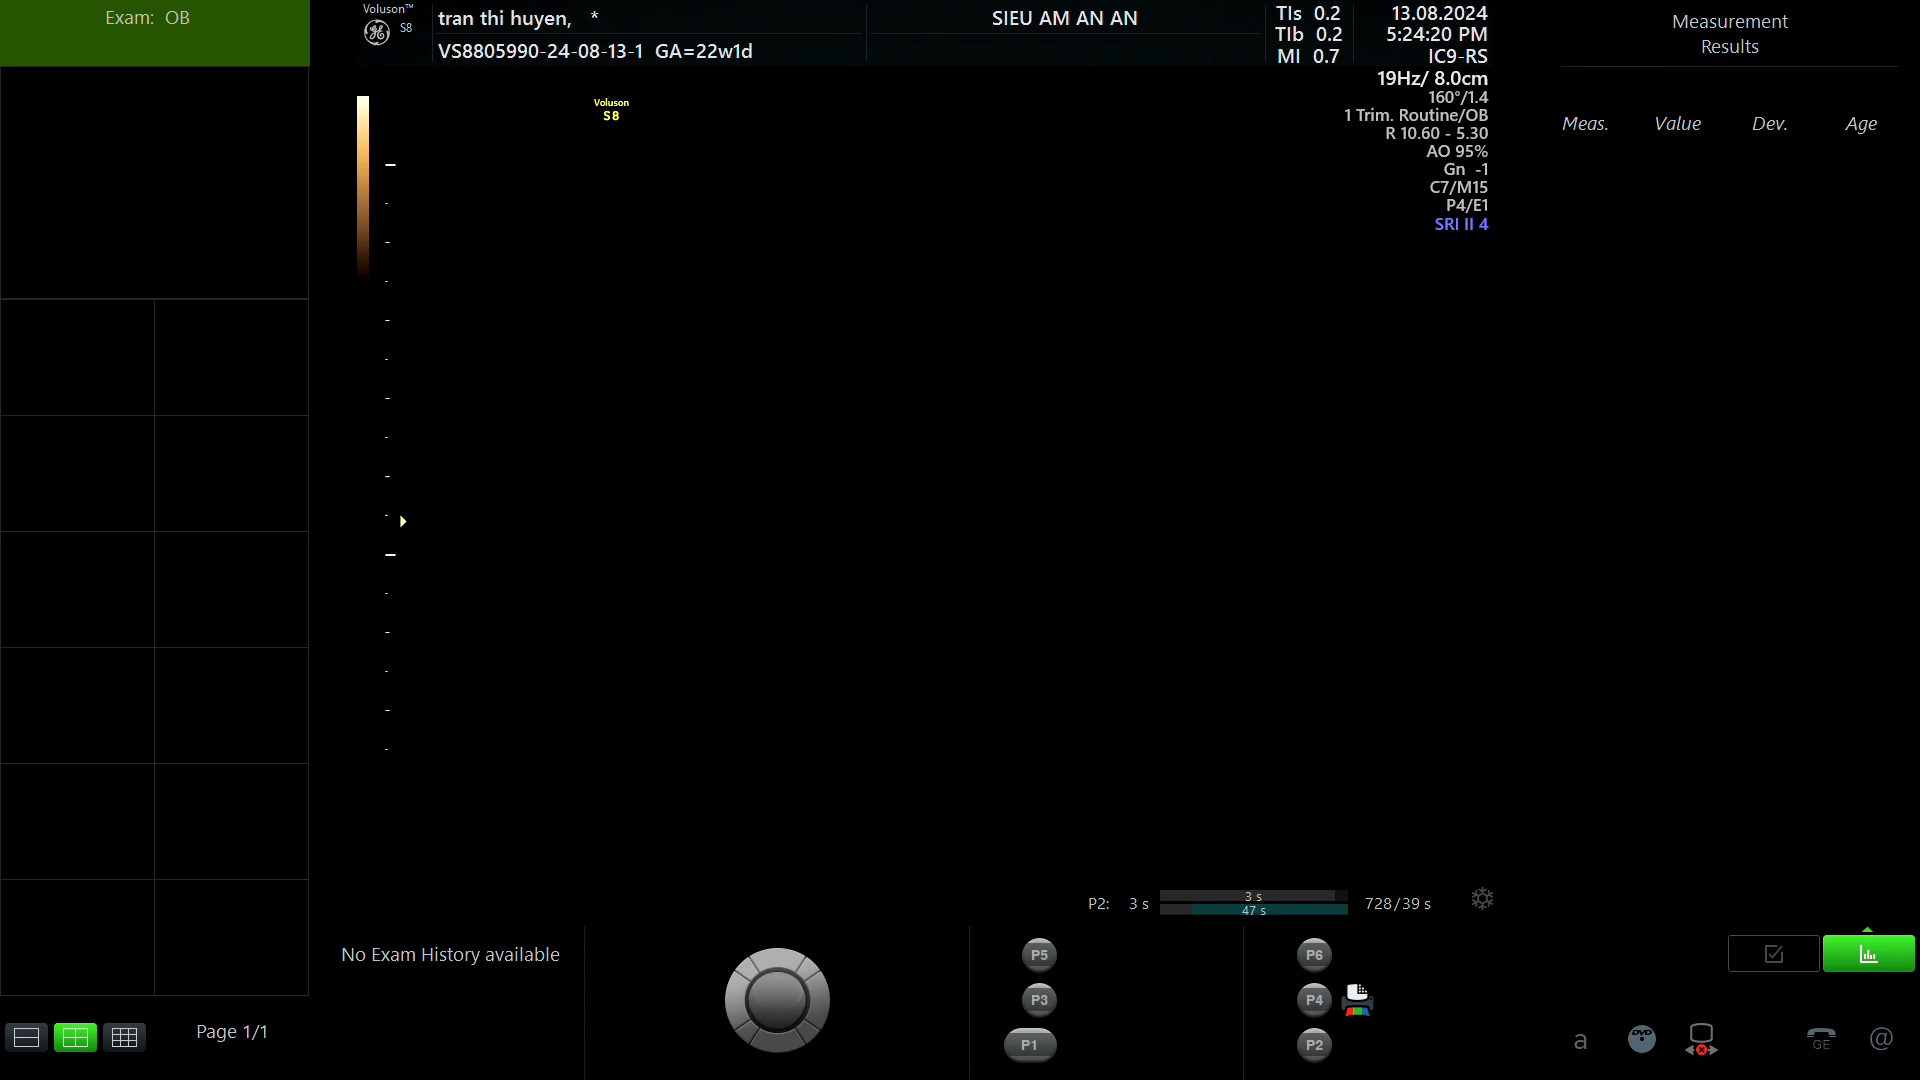 Exam: OB
Voluson™
S8
tran thi huyen, *
VS8805990-24-08-13-1 GA=22w1d
SIEU AM AN AN
TIs 0.2
TIb 0.2
MI 0.7
13.08.2024
5:24:20 PM
IC9-RS
19Hz/ 8.0cm
160°/1.4
1 Trim. Routine/OB
R 10.60 - 5.30
AO 95%
Gn -1
C7/M15
P4/E1
SRI II 4
Voluson
S8
Measurement
Results
Meas. Value Dev. Age
P2: 3 s
3 s
47 s
728/39 s
No Exam History available
P5
P3
P1
P6
P4
P2
Page 1/1
a
DVD
GE
@